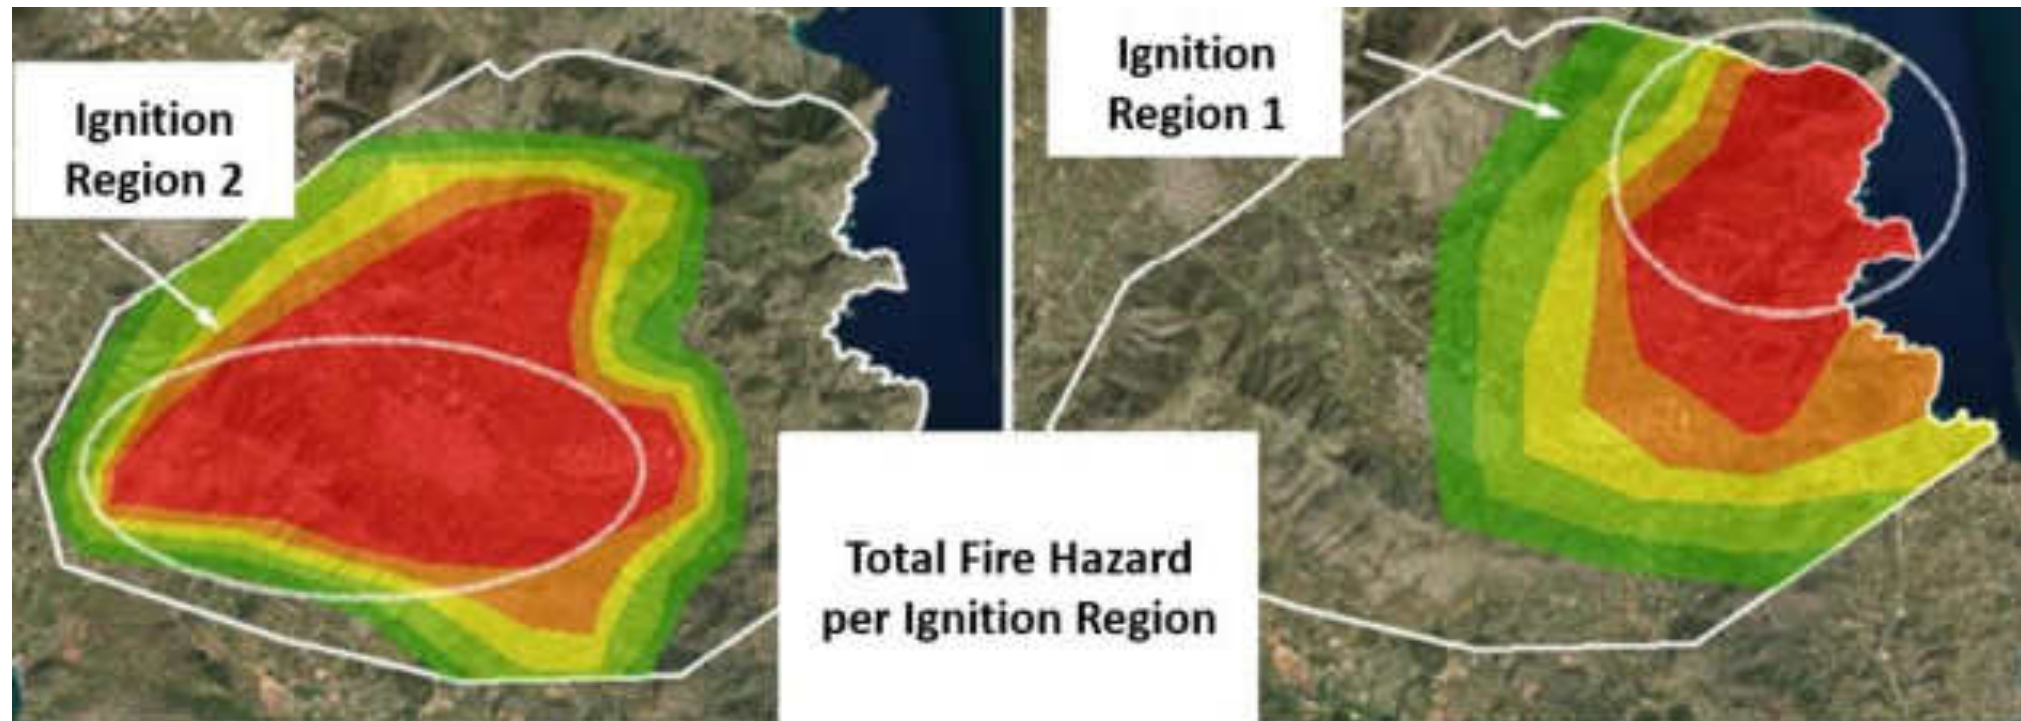 Ignition
Region 2
Ignition
Region 1
Total Fire Hazard
per Ignition Region